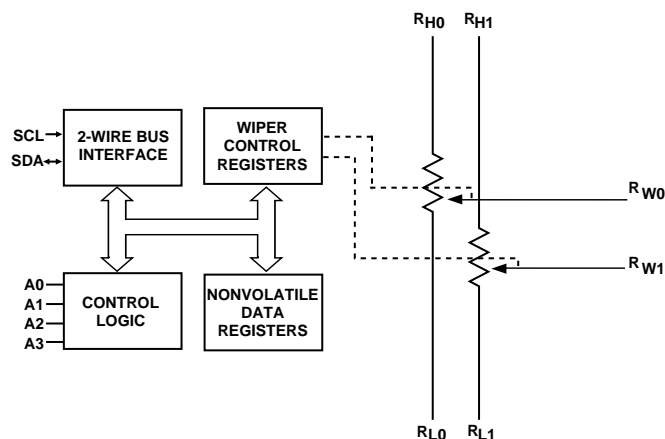 RH0 RH1
SCL
SDA
2-WIRE BUS
INTERFACE
WIPER
CONTROL
REGISTERS
RW0
RW1
A0
A1
A2
A3
CONTROL
LOGIC
NONVOLATILE
DATA
REGISTERS
RL0 RL1